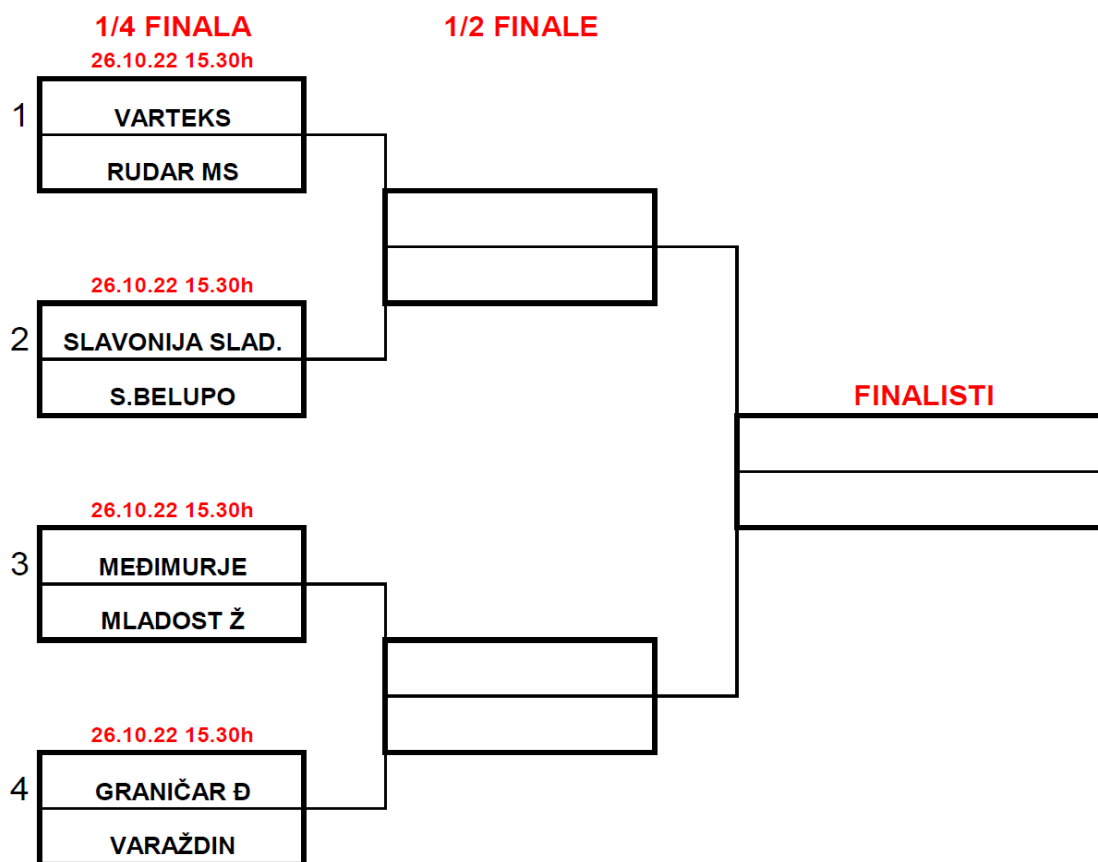 1/4 FINALA
1/2 FINALE
26.10.22 15.30h
1
VARTEKS
RUDAR MS
26.10.22 15.30h
2
SLAVONIJA SLAD.
S.BELUPO
FINALISTI
26.10.22 15.30h
3
MEĐIMURJE
MLADOST Ž
26.10.22 15.30h
4
GRANIČAR Đ
VARAŽDIN